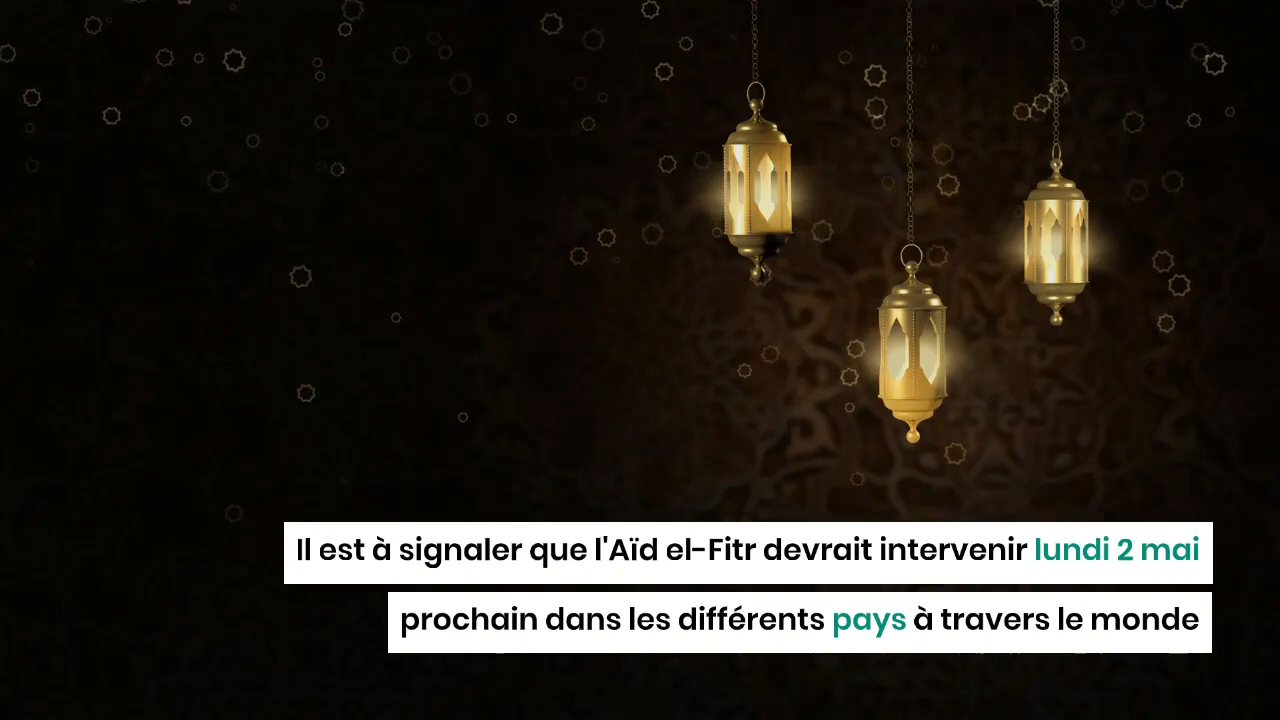 Il est à signaler que l'Aïd el-Fitr devrait intervenir lundi 2 mai
prochain dans les différents pays à travers le monde